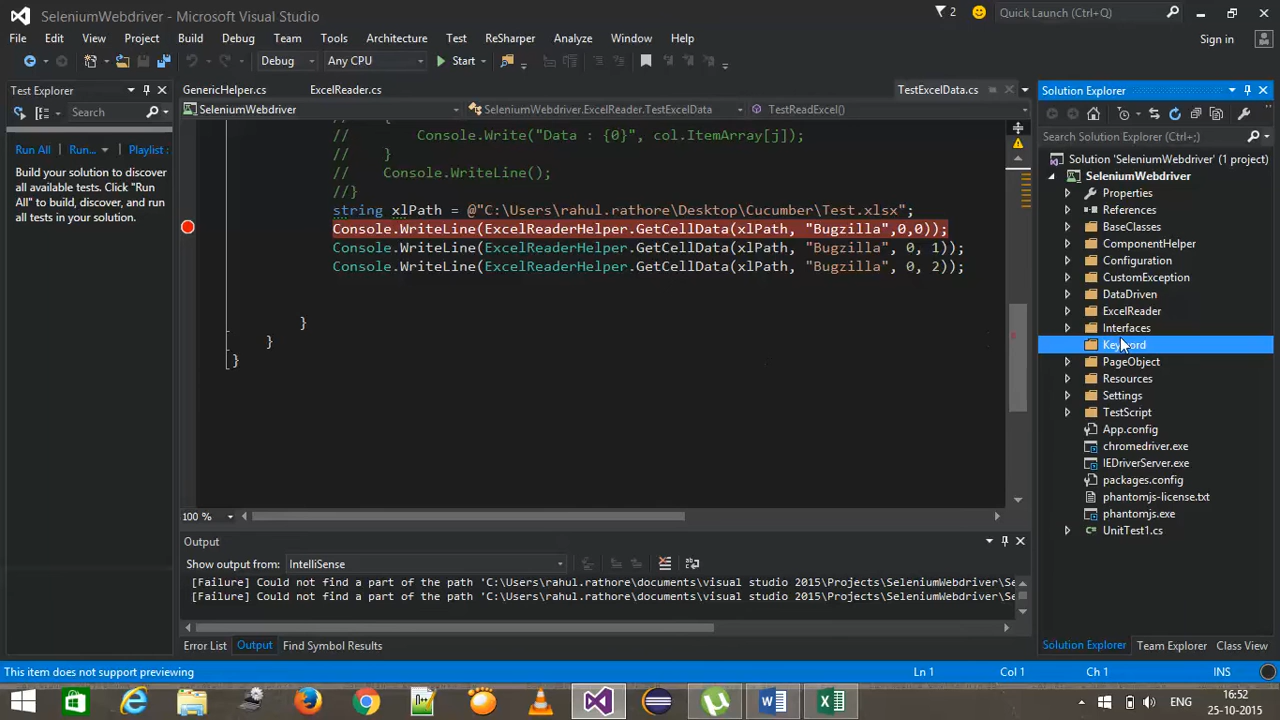 SeleniumWebdriver - Microsoft Visual Studio
2
Quick Launch (Ctrl+Q)
File Edit View Project Build Debug Team Tools Architecture Test ReSharper Analyze Window Help
Sign in
Debug Any CPU Start
Test Explorer
Search
Run All Run... Playlist :
Build your solution to discover
all available tests. Click "Run
All" to build, discover, and
run all tests in your solution.
GenericHelper.cs ExcelReader.cs TestExcelData.cs
SeleniumWebdriver SeleniumWebdriver.ExcelReader.TestExcelData TestReadExcel()
// {
// Console.Write("Data : {0}", col.ItemArray[j]);
// }
// Console.WriteLine();
//}
string xlPath = @"C:\Users\rahul.rathore\Desktop\Cucumber\Test.xlsx";
Console.WriteLine(ExcelReaderHelper.GetCellData(xlPath, "Bugzilla",0,0));
Console.WriteLine(ExcelReaderHelper.GetCellData(xlPath, "Bugzilla", 0, 1));
Console.WriteLine(ExcelReaderHelper.GetCellData(xlPath, "Bugzilla", 0, 2));
}
}
}
100 %
Output
Show output from: IntelliSense
[Failure] Could not find a part of the path 'C:\Users\rahul.rathore\documents\visual studio 2015\Projects\SeleniumWebdriver\Se
[Failure] Could not find a part of the path 'C:\Users\rahul.rathore\documents\visual studio 2015\Projects\SeleniumWebdriver\Se
Error List Output Find Symbol Results
Solution Explorer
Search Solution Explorer (Ctrl+;)
Solution 'SeleniumWebdriver' (1 project)
SeleniumWebdriver
Properties
References
BaseClasses
ComponentHelper
Configuration
CustomException
DataDriven
ExcelReader
Interfaces
Keyword
PageObject
Resources
Settings
TestScript
App.config
chromedriver.exe
IEDriverServer.exe
packages.config
phantomjs-license.txt
phantomjs.exe
UnitTest1.cs
Solution Explorer Team Explorer Class View
This item does not support previewing Ln 1 Col 1 Ch 1 INS
ENG
16:52
25-10-2015